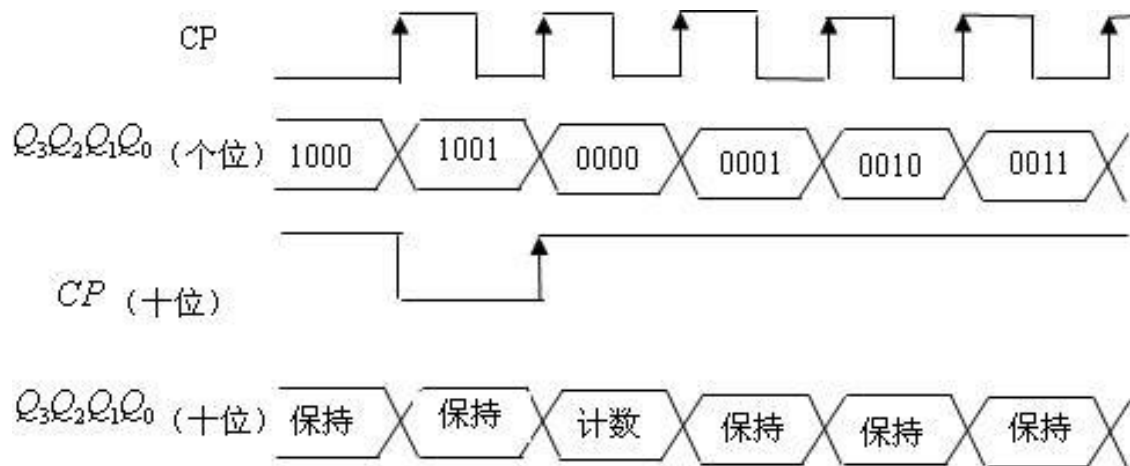 CP
Q₃Q₂Q₁Q₀ (个位) 1000 1001 0000 0001 0010 0011
CP (十位)
Q₃Q₂Q₁Q₀ (十位) 保持 保持 计数 保持 保持 保持